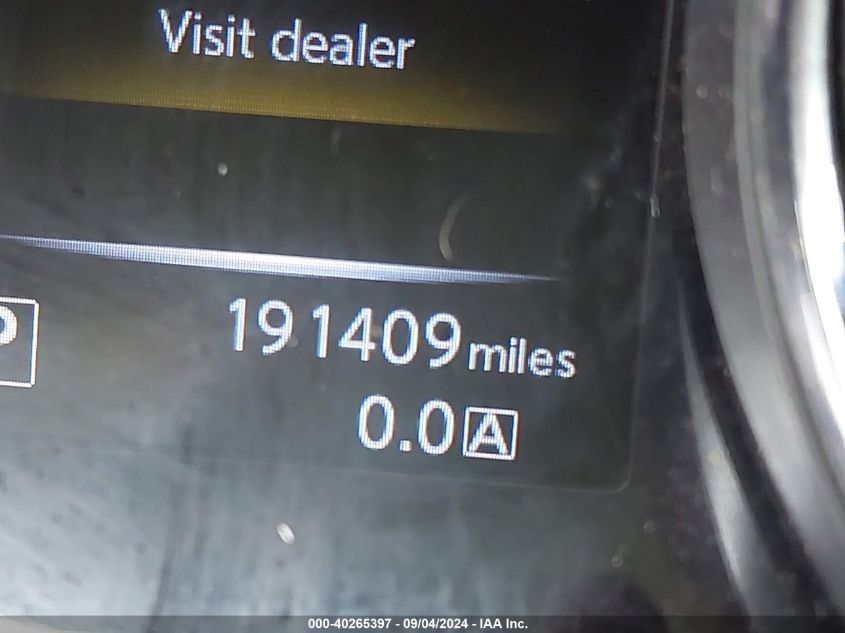 Visit dealer
191409 miles
P
0.0 A
000-40265397 - 09/04/2024 - IAA Inc.